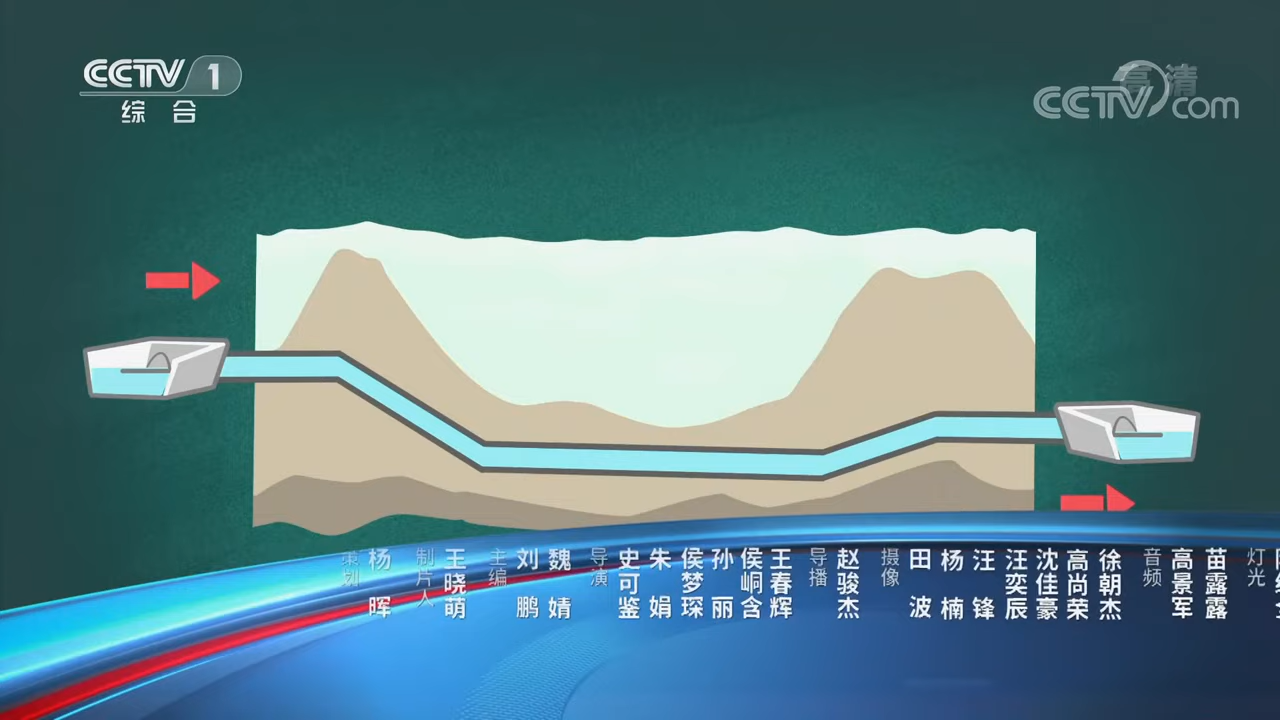 CCTV 1
综合
高清
CCTV com
策划
杨晖
制片人
王晓萌
主编
刘鹏
魏婧
导演
史可鉴
朱娟
侯梦琛
孙丽
侯峒含
王春辉
导播
赵骏杰
摄像
田波
杨楠
汪锋
汪奕辰
沈佳豪
高尚荣
徐朝杰
音频
高景军
苗露露
灯光